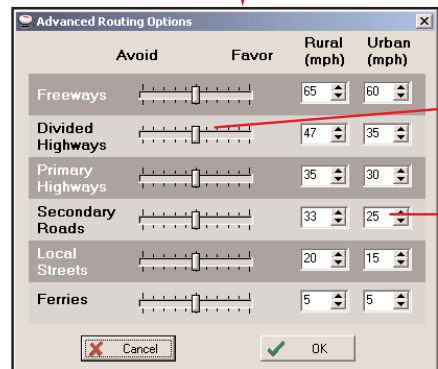 Advanced Routing Options
Avoid Favor Rural (mph) Urban (mph)
Freeways 65 60
Divided Highways 47 35
Primary Highways 35 30
Secondary Roads 33 25
Local Streets 20 15
Ferries 5 5
Cancel OK